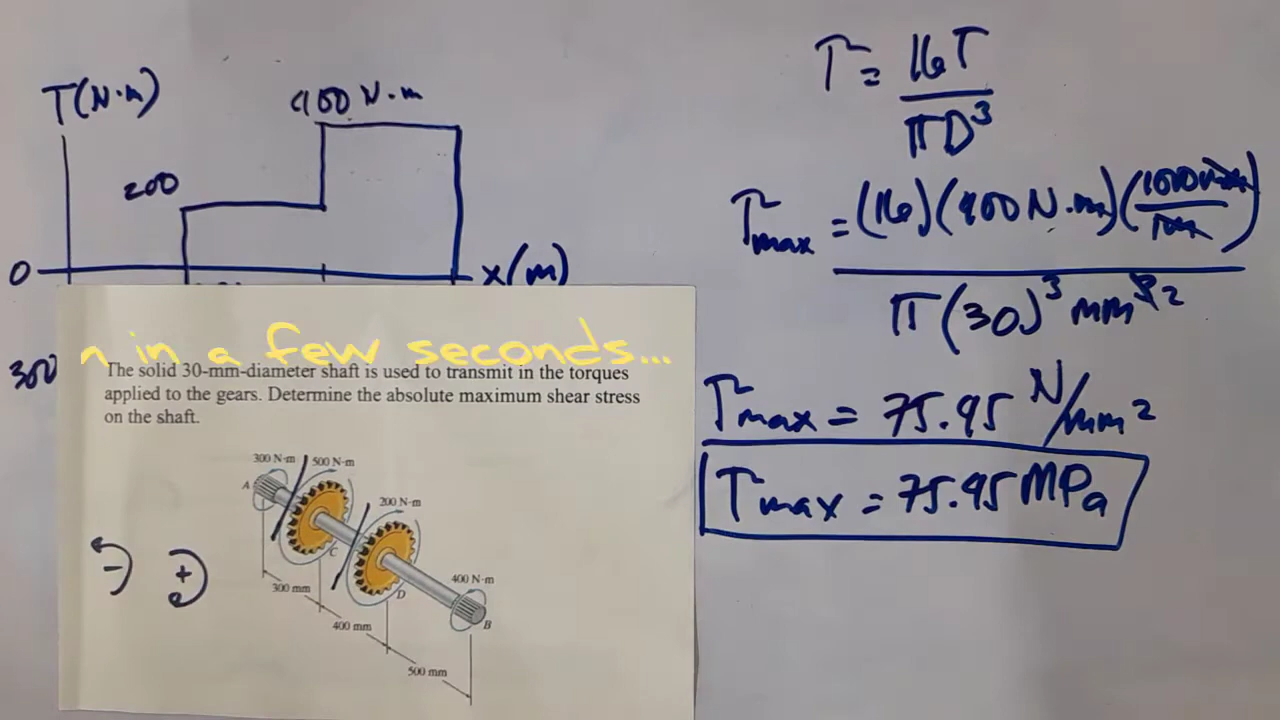 T(N·m)
400 N·m
200
0
x(m)
300
n in a few seconds...
The solid 30-mm-diameter shaft is used to transmit in the torques
applied to the gears. Determine the absolute maximum shear stress
on the shaft.
300 N·m
500 N·m
A
200 N·m
C
300 mm
400 N·m
D
B
400 mm
500 mm
−
+
τ = 16T
πD³
τmax = (16)(400 N·m)(1000mm
1m)
π(30)³ mm³ 2
τmax = 75.45 N/mm²
τmax = 75.45 MPa